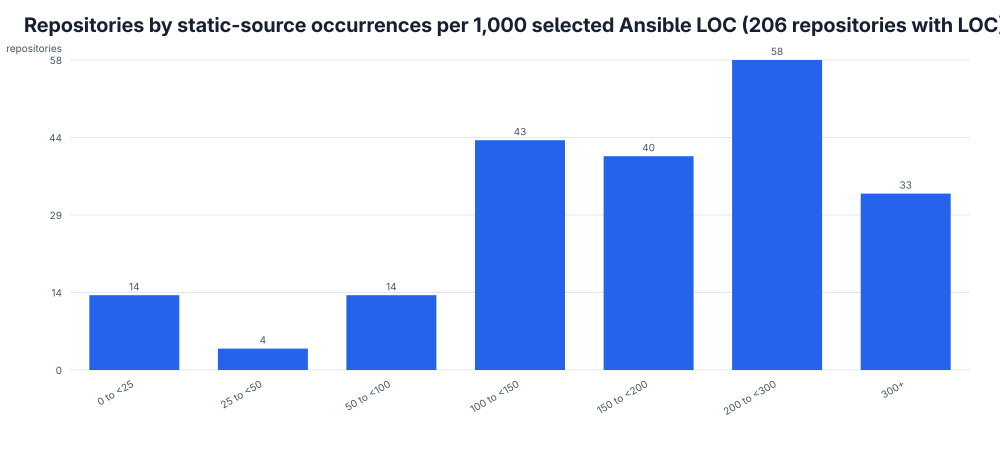 Repositories by static-source occurrences per 1,000 selected Ansible LOC (206 repositories with LOC)
repositories
58
44
29
14
0
14
4
14
43
40
58
33
0 to <25
25 to <50
50 to <100
100 to <150
150 to <200
200 to <300
300+